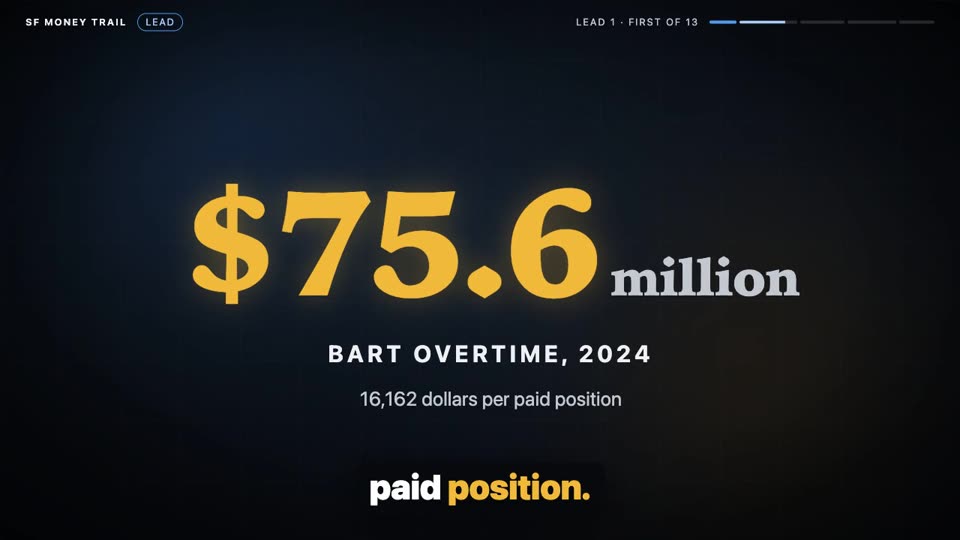 SF MONEY TRAIL LEAD
LEAD 1 · FIRST OF 13
$75.6 million
BART OVERTIME, 2024
16,162 dollars per paid position
paid position.